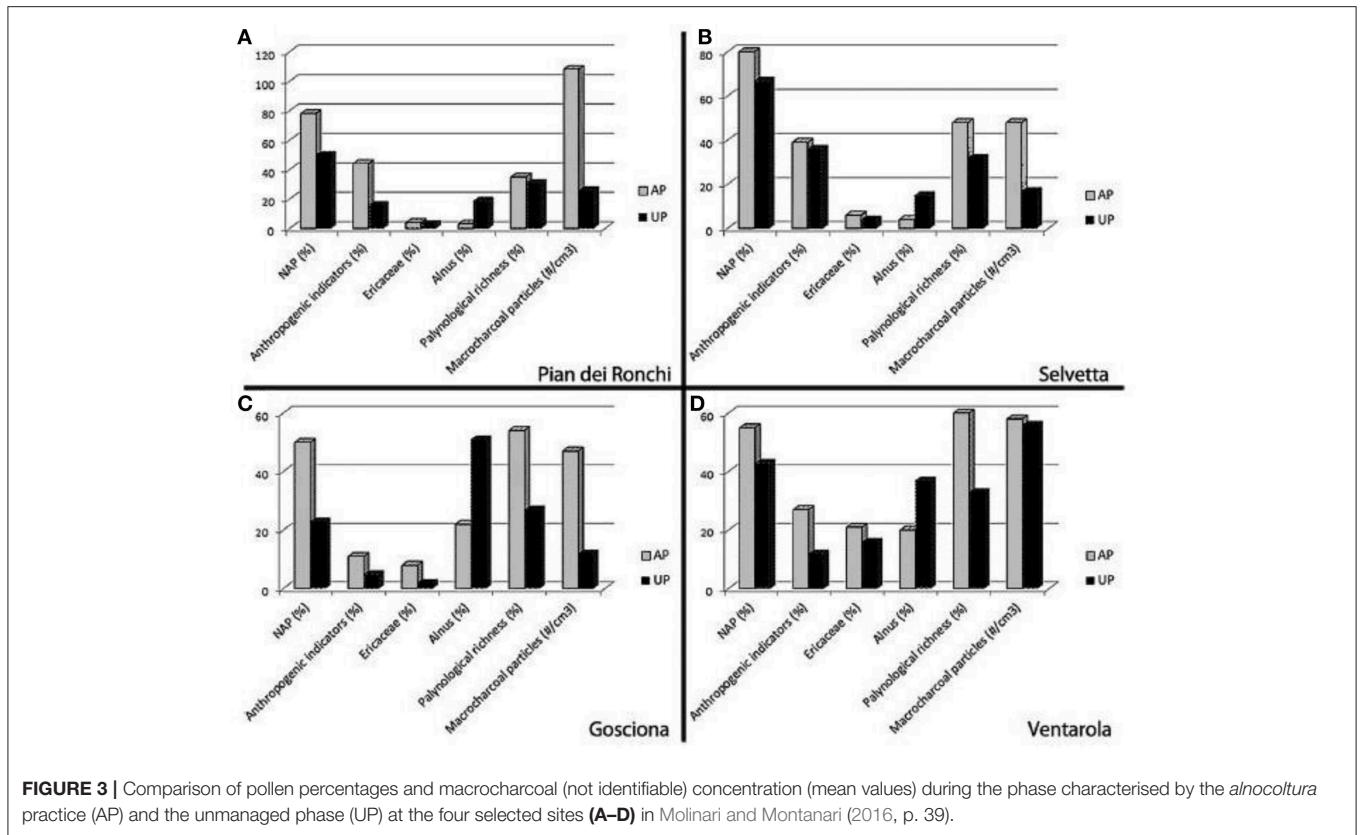 A
120
100
80
60
40
20
0
NAP (%)
Anthropogenic indicators (%)
Ericaceae (%)
Alnus (%)
Palynological richness (%)
Macrocharcoal particles (#/cm3)
AP
UP
Pian dei Ronchi
B
80
60
40
20
0
NAP (%)
Anthropogenic indicators (%)
Ericaceae (%)
Alnus (%)
Palynological richness (%)
Macrocharcoal particles (#/cm3)
AP
UP
Selvetta
C
60
40
20
0
NAP (%)
Anthropogenic indicators (%)
Ericaceae (%)
Alnus (%)
Palynological richness (%)
Macrocharcoal particles (#/cm3)
AP
UP
Gosciona
D
60
40
20
0
NAP (%)
Anthropogenic indicators (%)
Ericaceae (%)
Alnus (%)
Palynological richness (%)
Macrocharcoal particles (#/cm3)
AP
UP
Ventarola
FIGURE 3 | Comparison of pollen percentages and macrocharcoal (not identifiable) concentration (mean values) during the phase characterised by the alnocoltura
practice (AP) and the unmanaged phase (UP) at the four selected sites (A–D) in Molinari and Montanari (2016, p. 39).